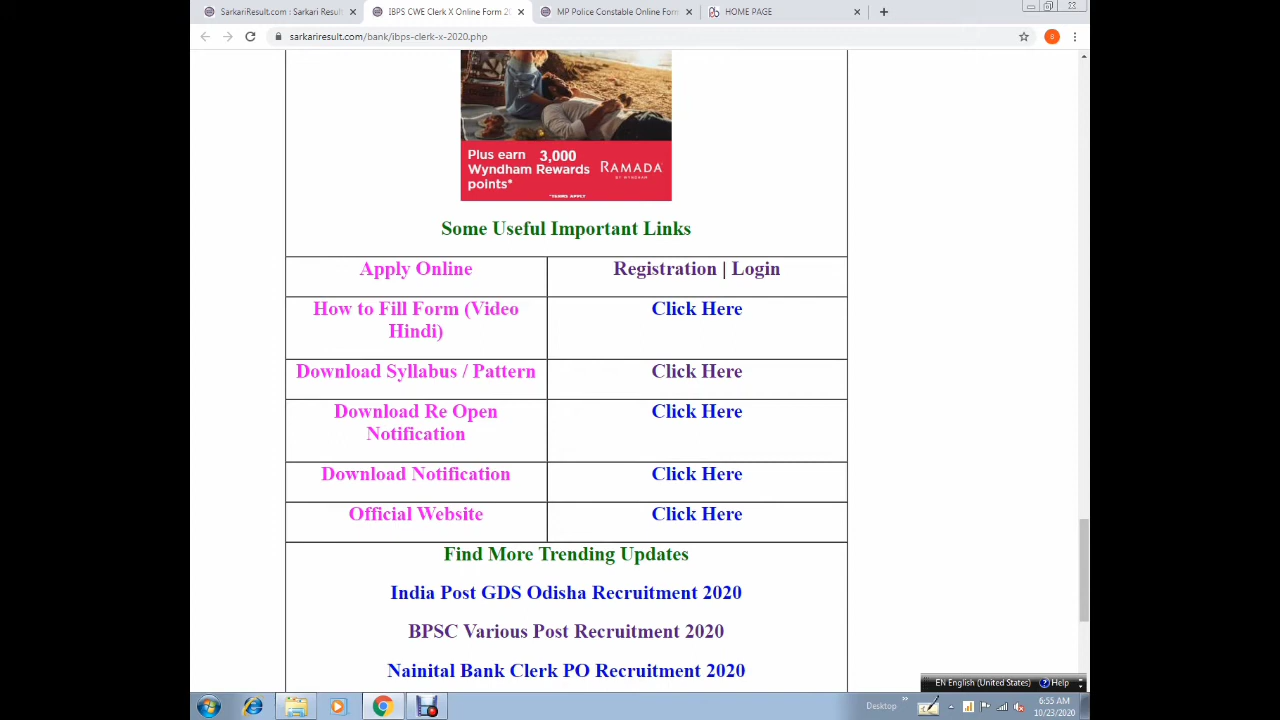 SarkariResult.com : Sarkari Result
IBPS CWE Clerk X Online Form 20
MP Police Constable Online Form
HOME PAGE
sarkariresult.com/bank/ibps-clerk-x-2020.php
S
Plus earn 3,000
Wyndham Rewards
points*
RAMADA
BY WYNDHAM
*TERMS APPLY
Some Useful Important Links
Apply Online
Registration | Login
How to Fill Form (Video
Hindi)
Click Here
Download Syllabus / Pattern
Click Here
Download Re Open
Notification
Click Here
Download Notification
Click Here
Official Website
Click Here
Find More Trending Updates
India Post GDS Odisha Recruitment 2020
BPSC Various Post Recruitment 2020
Nainital Bank Clerk PO Recruitment 2020
EN English (United States) Help
Desktop
6:55 AM
10/23/2020